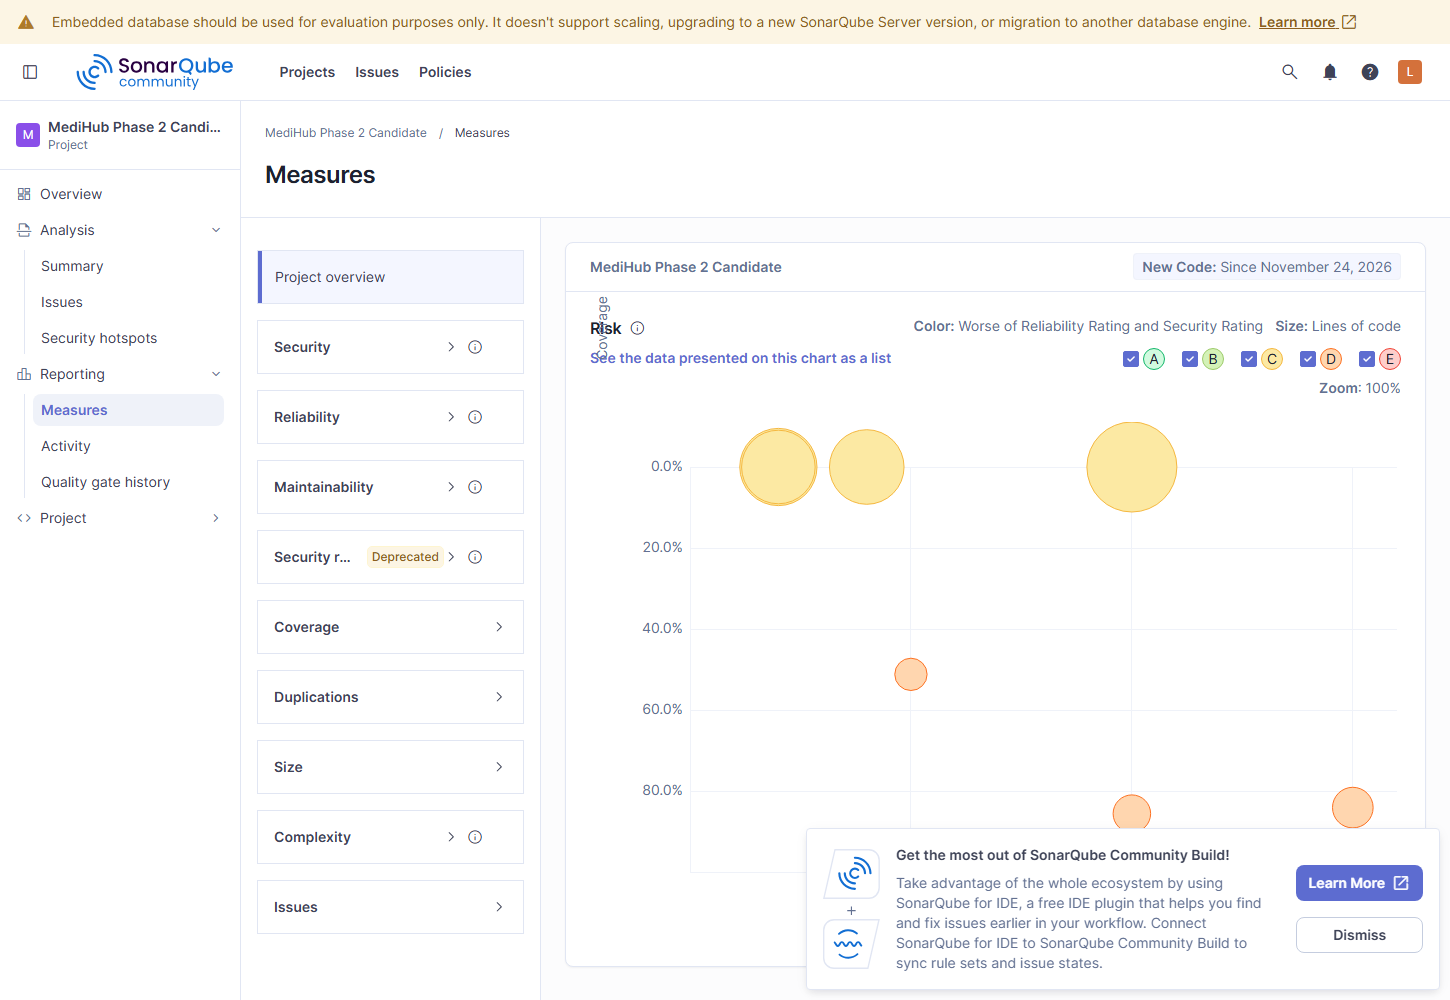 Embedded database should be used for evaluation purposes only. It doesn't support scaling, upgrading to a new SonarQube Server version, or migration to another database engine. Learn more
SonarQube community
Projects Issues Policies
L
M
MediHub Phase 2 Candi...
Project
Overview
Analysis
Summary
Issues
Security hotspots
Reporting
Measures
Activity
Quality gate history
Project
MediHub Phase 2 Candidate / Measures
Measures
Project overview
Security
Reliability
Maintainability
Security r... Deprecated
Coverage
Duplications
Size
Complexity
Issues
MediHub Phase 2 Candidate
New Code: Since November 24, 2026
Risk
Color: Worse of Reliability Rating and Security Rating Size: Lines of code
See the data presented on this chart as a list
A B C D E
Zoom: 100%
Coverage
0.0%
20.0%
40.0%
60.0%
80.0%
Get the most out of SonarQube Community Build!
Take advantage of the whole ecosystem by using
SonarQube for IDE, a free IDE plugin that helps you find
and fix issues earlier in your workflow. Connect
SonarQube for IDE to SonarQube Community Build to
sync rule sets and issue states.
Learn More
Dismiss